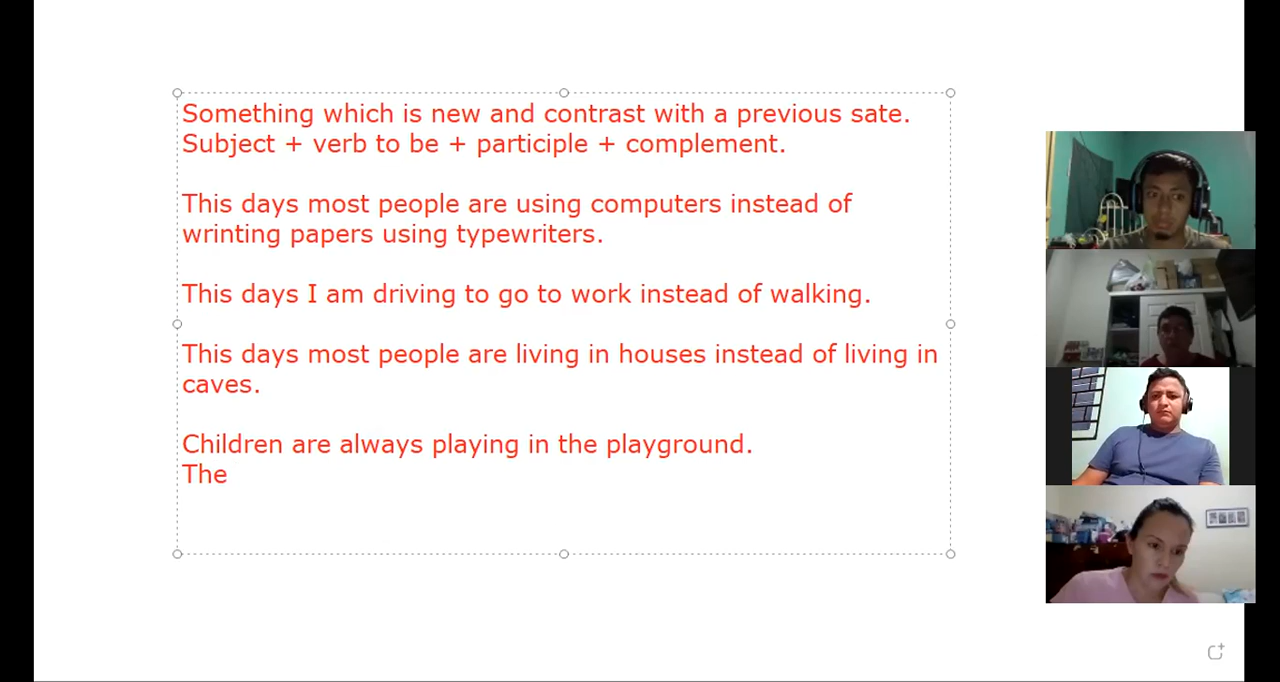 Something which is new and contrast with a previous sate.
Subject + verb to be + participle + complement.
This days most people are using computers instead of
wrinting papers using typewriters.
This days I am driving to go to work instead of walking.
This days most people are living in houses instead of living in
caves.
Children are always playing in the playground.
The